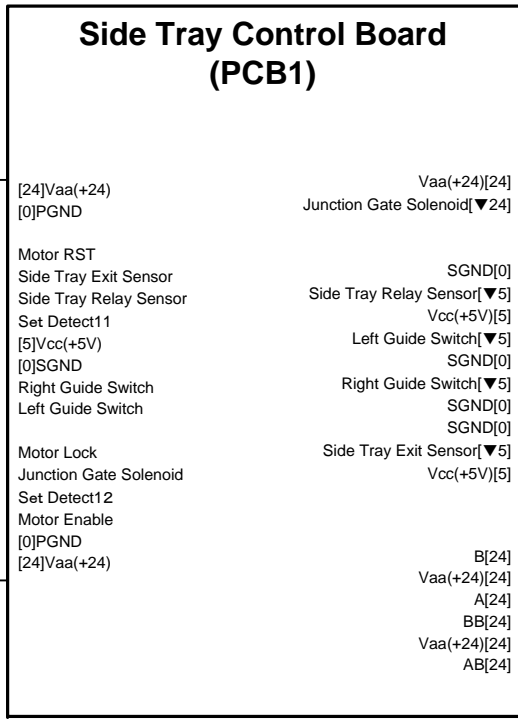 Side Tray Control Board
(PCB1)
[24]Vaa(+24)
[0]PGND
Motor RST
Side Tray Exit Sensor
Side Tray Relay Sensor
Set Detect11
[5]Vcc(+5V)
[0]SGND
Right Guide Switch
Left Guide Switch
Motor Lock
Junction Gate Solenoid
Set Detect12
Motor Enable
[0]PGND
[24]Vaa(+24)
Vaa(+24)[24]
Junction Gate Solenoid[▼24]
SGND[0]
Side Tray Relay Sensor[▼5]
Vcc(+5V)[5]
Left Guide Switch[▼5]
SGND[0]
Right Guide Switch[▼5]
SGND[0]
SGND[0]
Side Tray Exit Sensor[▼5]
Vcc(+5V)[5]
B[24]
Vaa(+24)[24]
A[24]
BB[24]
Vaa(+24)[24]
AB[24]